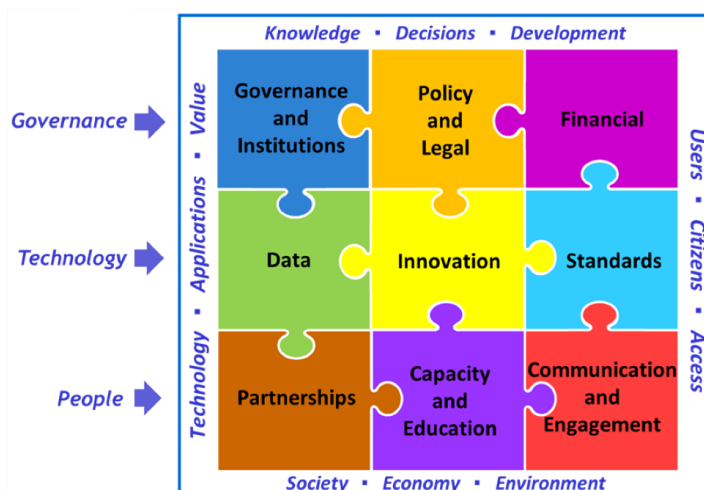 Knowledge ▪ Decisions ▪ Development
Governance
Technology
People
Technology ▪ Applications ▪ Value
Governance
and
Institutions
Policy
and
Legal
Financial
Data
Innovation
Standards
Partnerships
Capacity
and
Education
Communication
and
Engagement
Users ▪ Citizens ▪ Access
Society ▪ Economy ▪ Environment